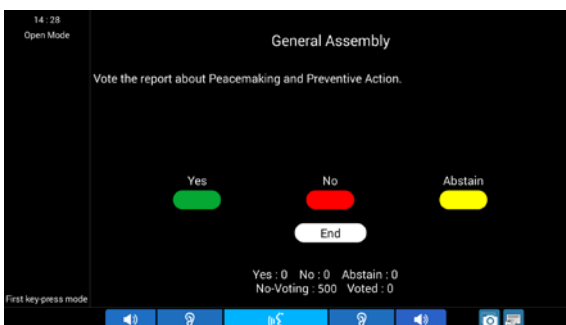 14 : 28
Open Mode
General Assembly
Vote the report about Peacemaking and Preventive Action.
Yes
No
Abstain
End
Yes : 0 No : 0 Abstain : 0
No-Voting : 500 Voted : 0
First key-press mode